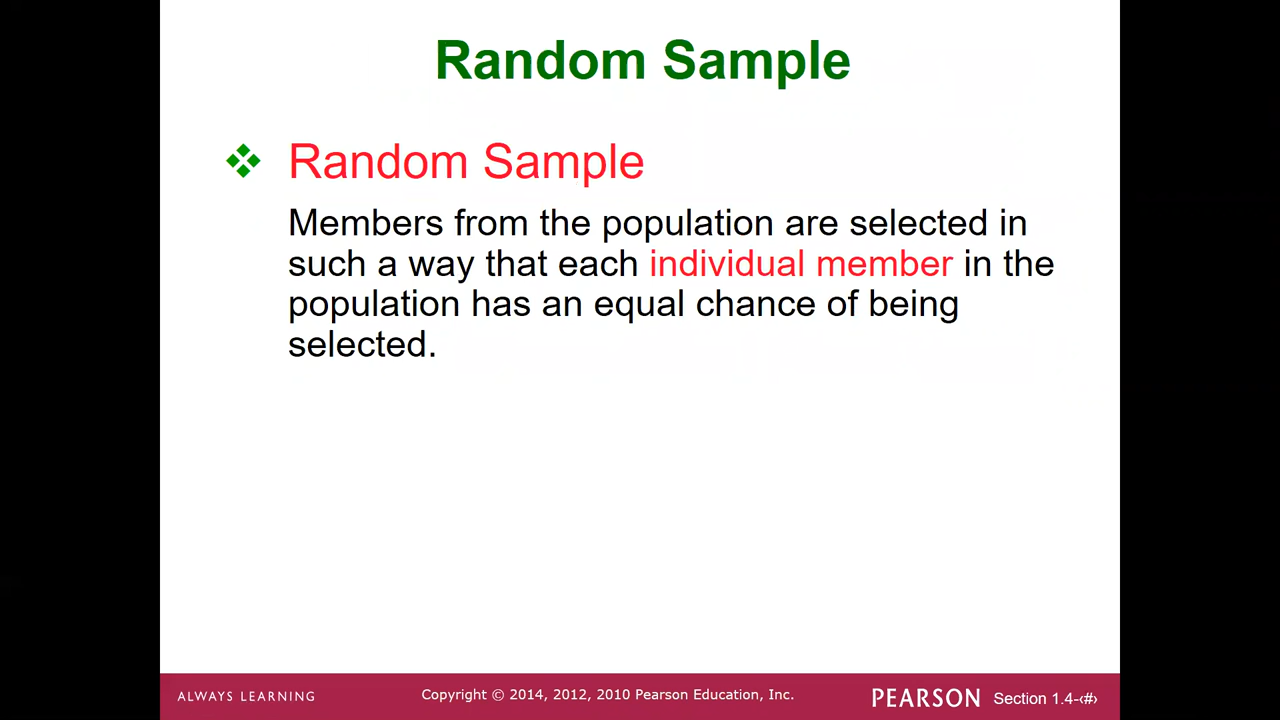 Random Sample
Random Sample
Members from the population are selected in
such a way that each individual member in the
population has an equal chance of being
selected.
ALWAYS LEARNING
Copyright © 2014, 2012, 2010 Pearson Education, Inc.
PEARSON
Section 1.4-‹#›